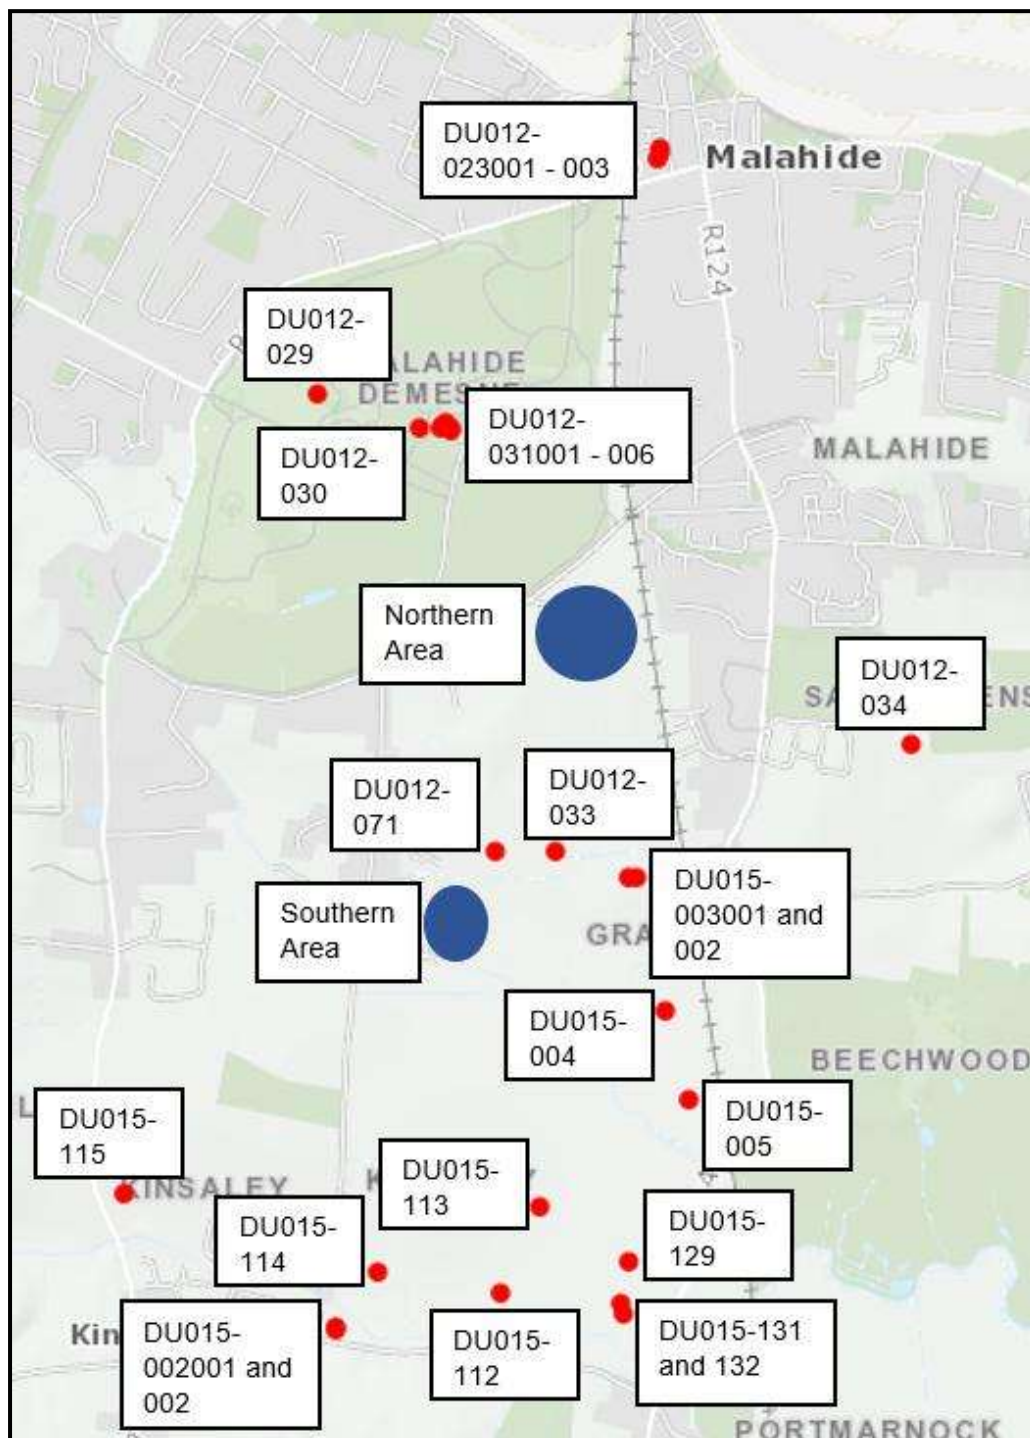 DU012-
023001 - 003
Malahide
R124
DU012-
029
ALAHIDE
DEMESNE
DU012-
030
DU012-
031001 - 006
MALAHIDE
Northern
Area
DU012-
034
DU012-
071
DU012-
033
Southern
Area
DU015-
003001 and
002
GRA
DU015-
004
BEECHWOOD
DU015-
005
DU015-
115
KINSALEY
DU015-
113
DU015-
129
DU015-
114
DU015-
002001 and
002
Kin
DU015-
112
DU015-131
and 132
PORTMARNOCK